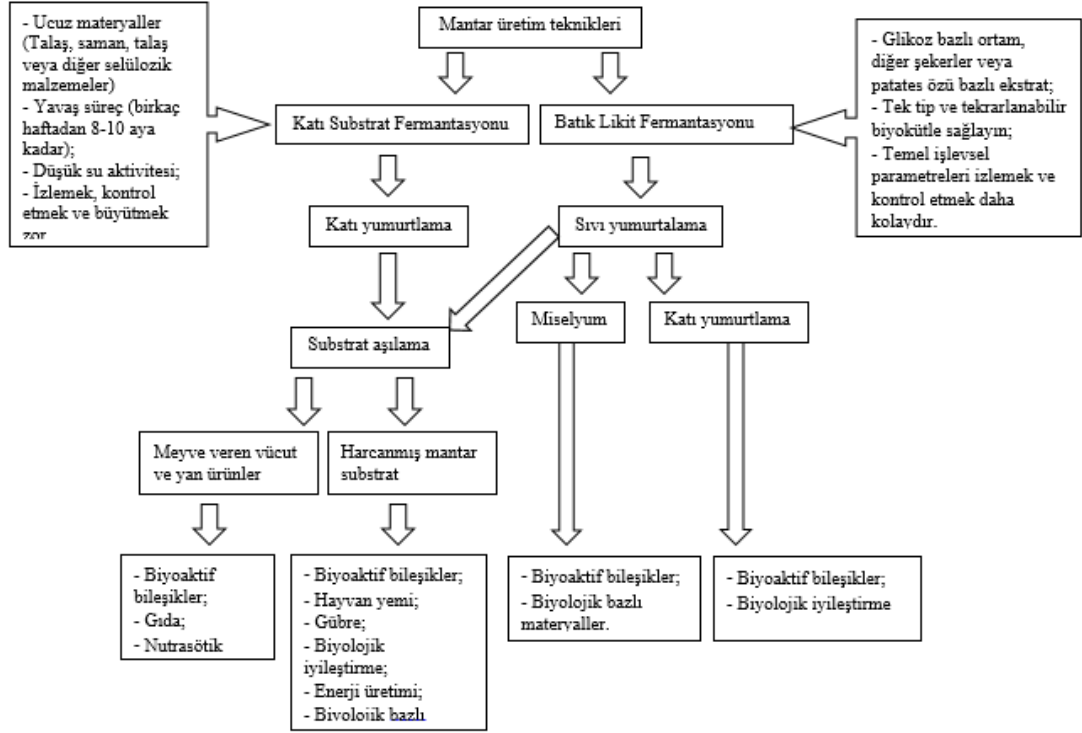 Mantar üretim teknikleri
- Ucuz materyaller
(Talaş, saman, talaş
veya diğer selülozik
malzemeler)
- Yavaş süreç (birkaç
haftadan 8-10 aya
kadar);
- Düşük su aktivitesi;
- İzlemek, kontrol
etmek ve büyütmek
zor
Katı Substrat Fermantasyonu
Batık Likit Fermantasyonu
- Glikoz bazlı ortam,
diğer şekerler veya
patates özü bazlı ekstrat;
- Tek tip ve tekrarlanabilir
biyokütle sağlayın;
- Temel işlevsel
parametreleri izlemek ve
kontrol etmek daha
kolaydır.
Katı yumurtlama
Sıvı yumurtalama
Substrat aşılama
Miselyum
Katı yumurtlama
Meyve veren vücut
ve yan ürünler
Harcanmış mantar
substrat
- Biyoaktif
bileşikler;
- Gıda;
- Nutrasötik
- Biyoaktif bileşikler;
- Hayvan yemi;
- Gübre;
- Biyolojik
iyileştirme;
- Enerji üretimi;
- Biyolojik bazlı
- Biyoaktif bileşikler;
- Biyolojik bazlı
materyaller.
- Biyoaktif bileşikler;
- Biyolojik iyileştirme